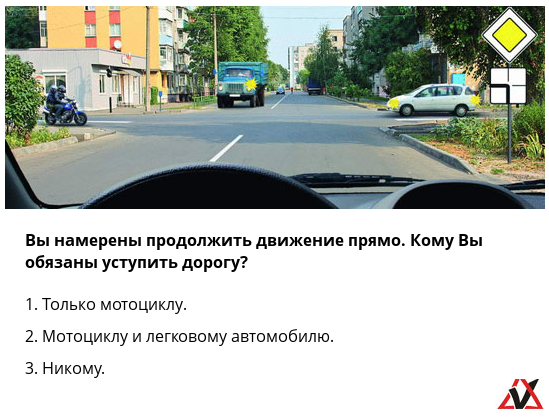 Вы намерены продолжить движение прямо. Кому Вы
обязаны уступить дорогу?
1. Только мотоциклу.
2. Мотоциклу и легковому автомобилю.
3. Никому.